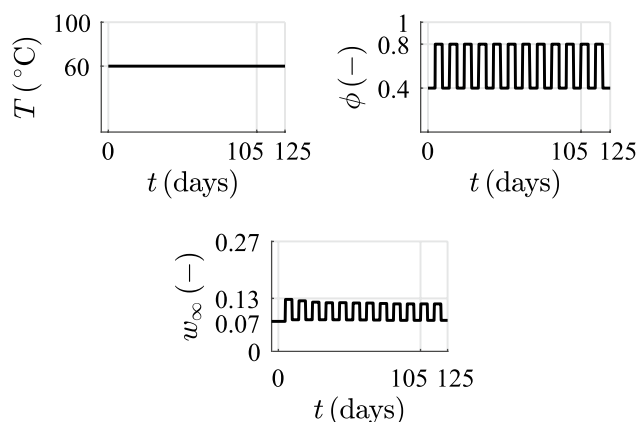 100
60
T (°C)
0 105 125
t (days)
1
0.8
0.4
ϕ (−)
0 105 125
t (days)
0.27
0.13
0.07
0
w∞ (−)
0 105 125
t (days)